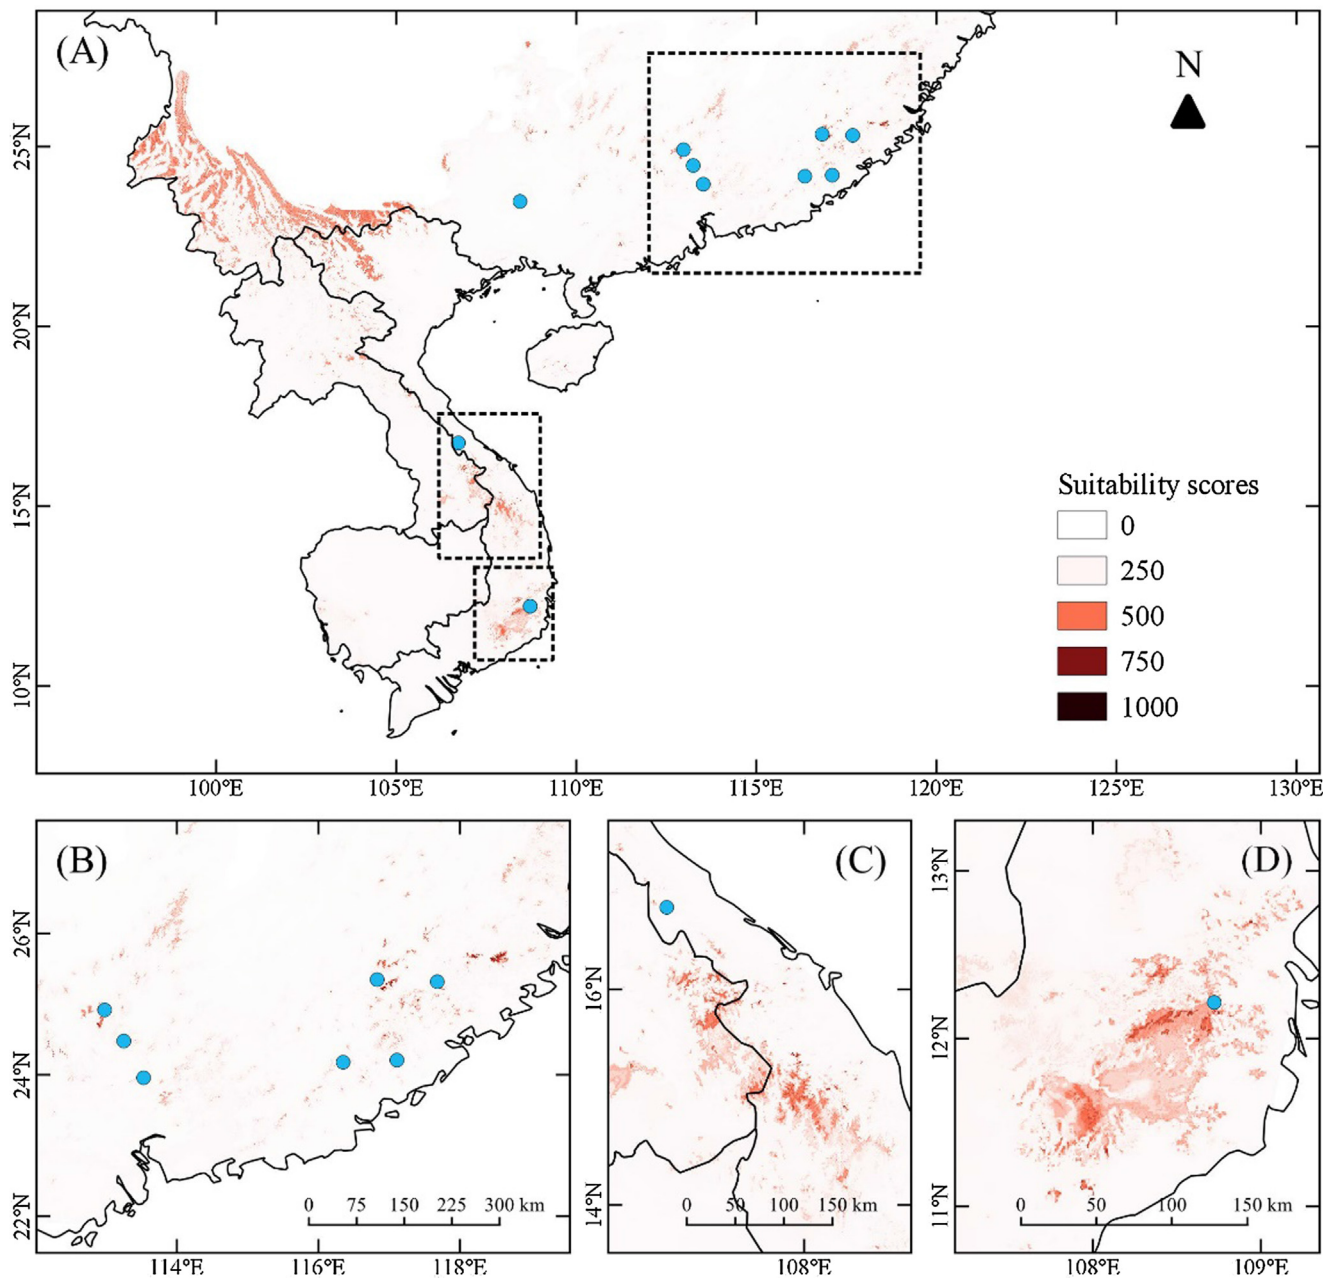 (A)
N
25°N
20°N
15°N
10°N
Suitability scores
0
250
500
750
1000
100°E
105°E
110°E
115°E
120°E
125°E
130°E
(B)
26°N
24°N
22°N
0 75 150 225 300 km
114°E
116°E
118°E
(C)
16°N
14°N
0 50 100 150 km
108°E
(D)
13°N
12°N
11°N
0 50 100 150 km
108°E
109°E